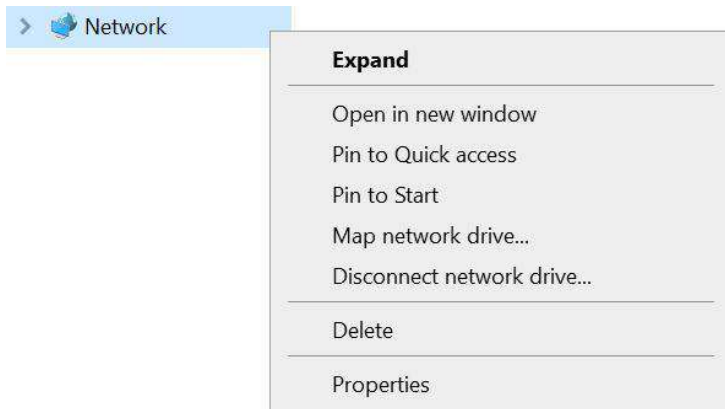 Network
Expand
Open in new window
Pin to Quick access
Pin to Start
Map network drive...
Disconnect network drive...
Delete
Properties